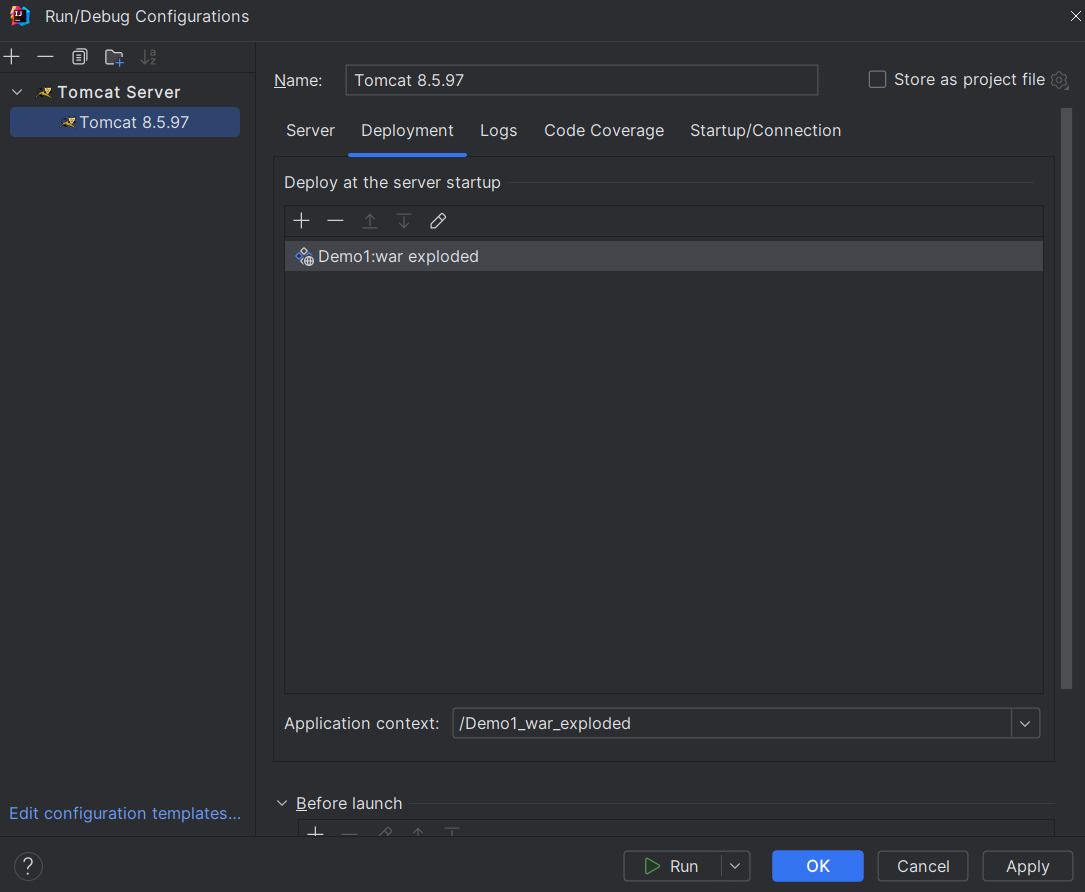 Run/Debug Configurations
Tomcat Server
Tomcat 8.5.97
Name: Tomcat 8.5.97
Store as project file
Server Deployment Logs Code Coverage Startup/Connection
Deploy at the server startup
Demo1:war exploded
Application context: /Demo1_war_exploded
Before launch
Edit configuration templates...
? Run OK Cancel Apply